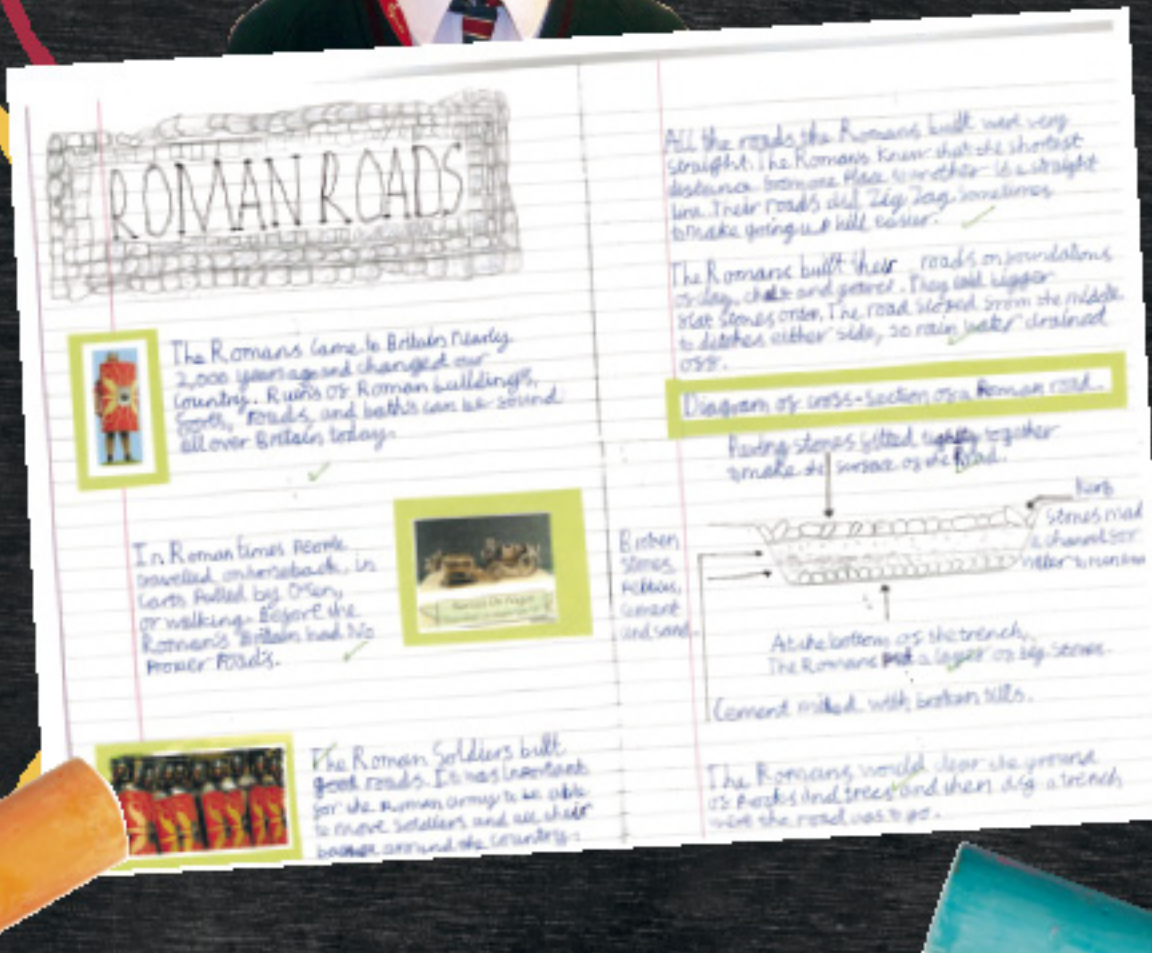 ROMAN ROADS
The Romans came to Britain nearly
2,000 years ago and changed our
country. Ruins of Roman buildings,
forts, roads, and baths can be found
all over Britain today.
In Roman times People
travelled on horseback, in
carts Pulled by Oxen,
or walking. Before the
Roman's Britain had No
Proper Roads.
The Roman Soldiers built
good roads. It was important
for the Roman army to be able
to move Soldiers and all their
around the country.
All the roads the Romans built were very
straight. The Romans knew that the shortest
distance from one Place to another is a straight
line. Their roads did Zig Zag Sometimes
to make going up hill easier.
The Romans built their roads on foundations
of clay, chalk and gravel. They laid bigger
flat stones on top. The road sloped from the middle
to ditches either side, so rain water drained
off.
Diagram of cross-section of a Roman road.
Paving stones fitted tightly together
to make the surface of the Road.
Kerb
stones mad
a channel for
water to run
Broken
stones,
Pebbles,
cement
and sand.
At the bottom of the trench,
The Romans put a layer of big stones.
Cement mixed with broken tills.
The Romans would clear the ground
of Rocks and trees and then dig a trench
were the road was to go.